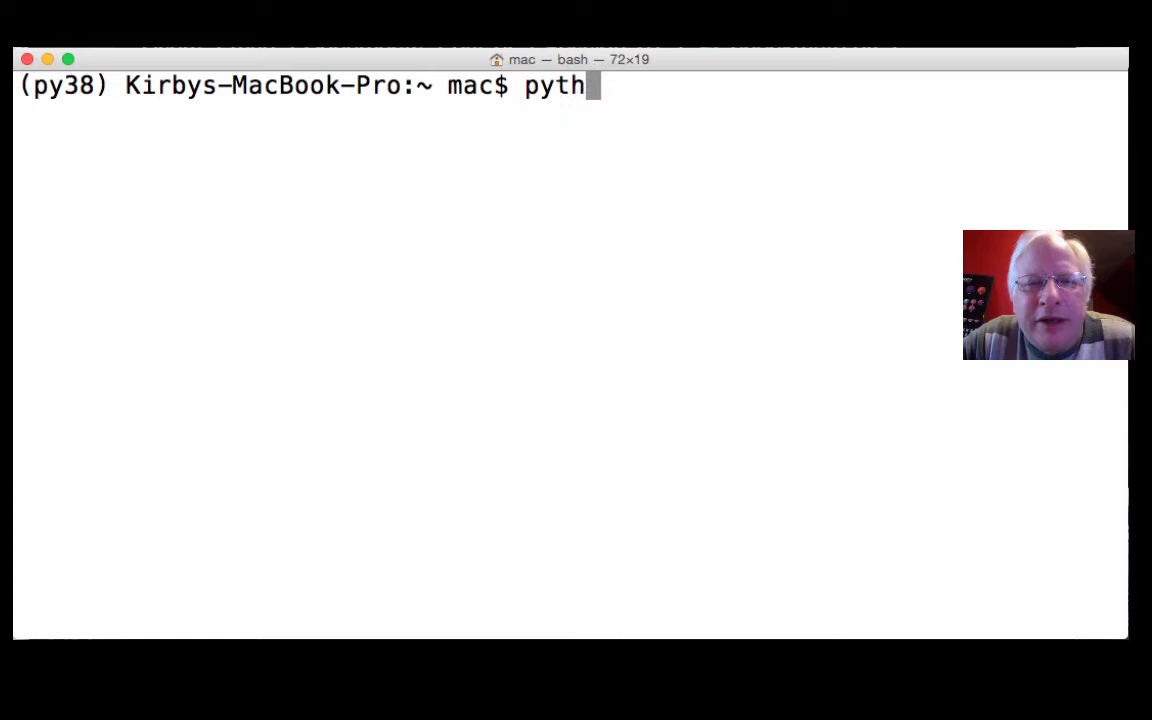 mac — bash — 72×19
(py38) Kirbys-MacBook-Pro:~ mac$ pyth